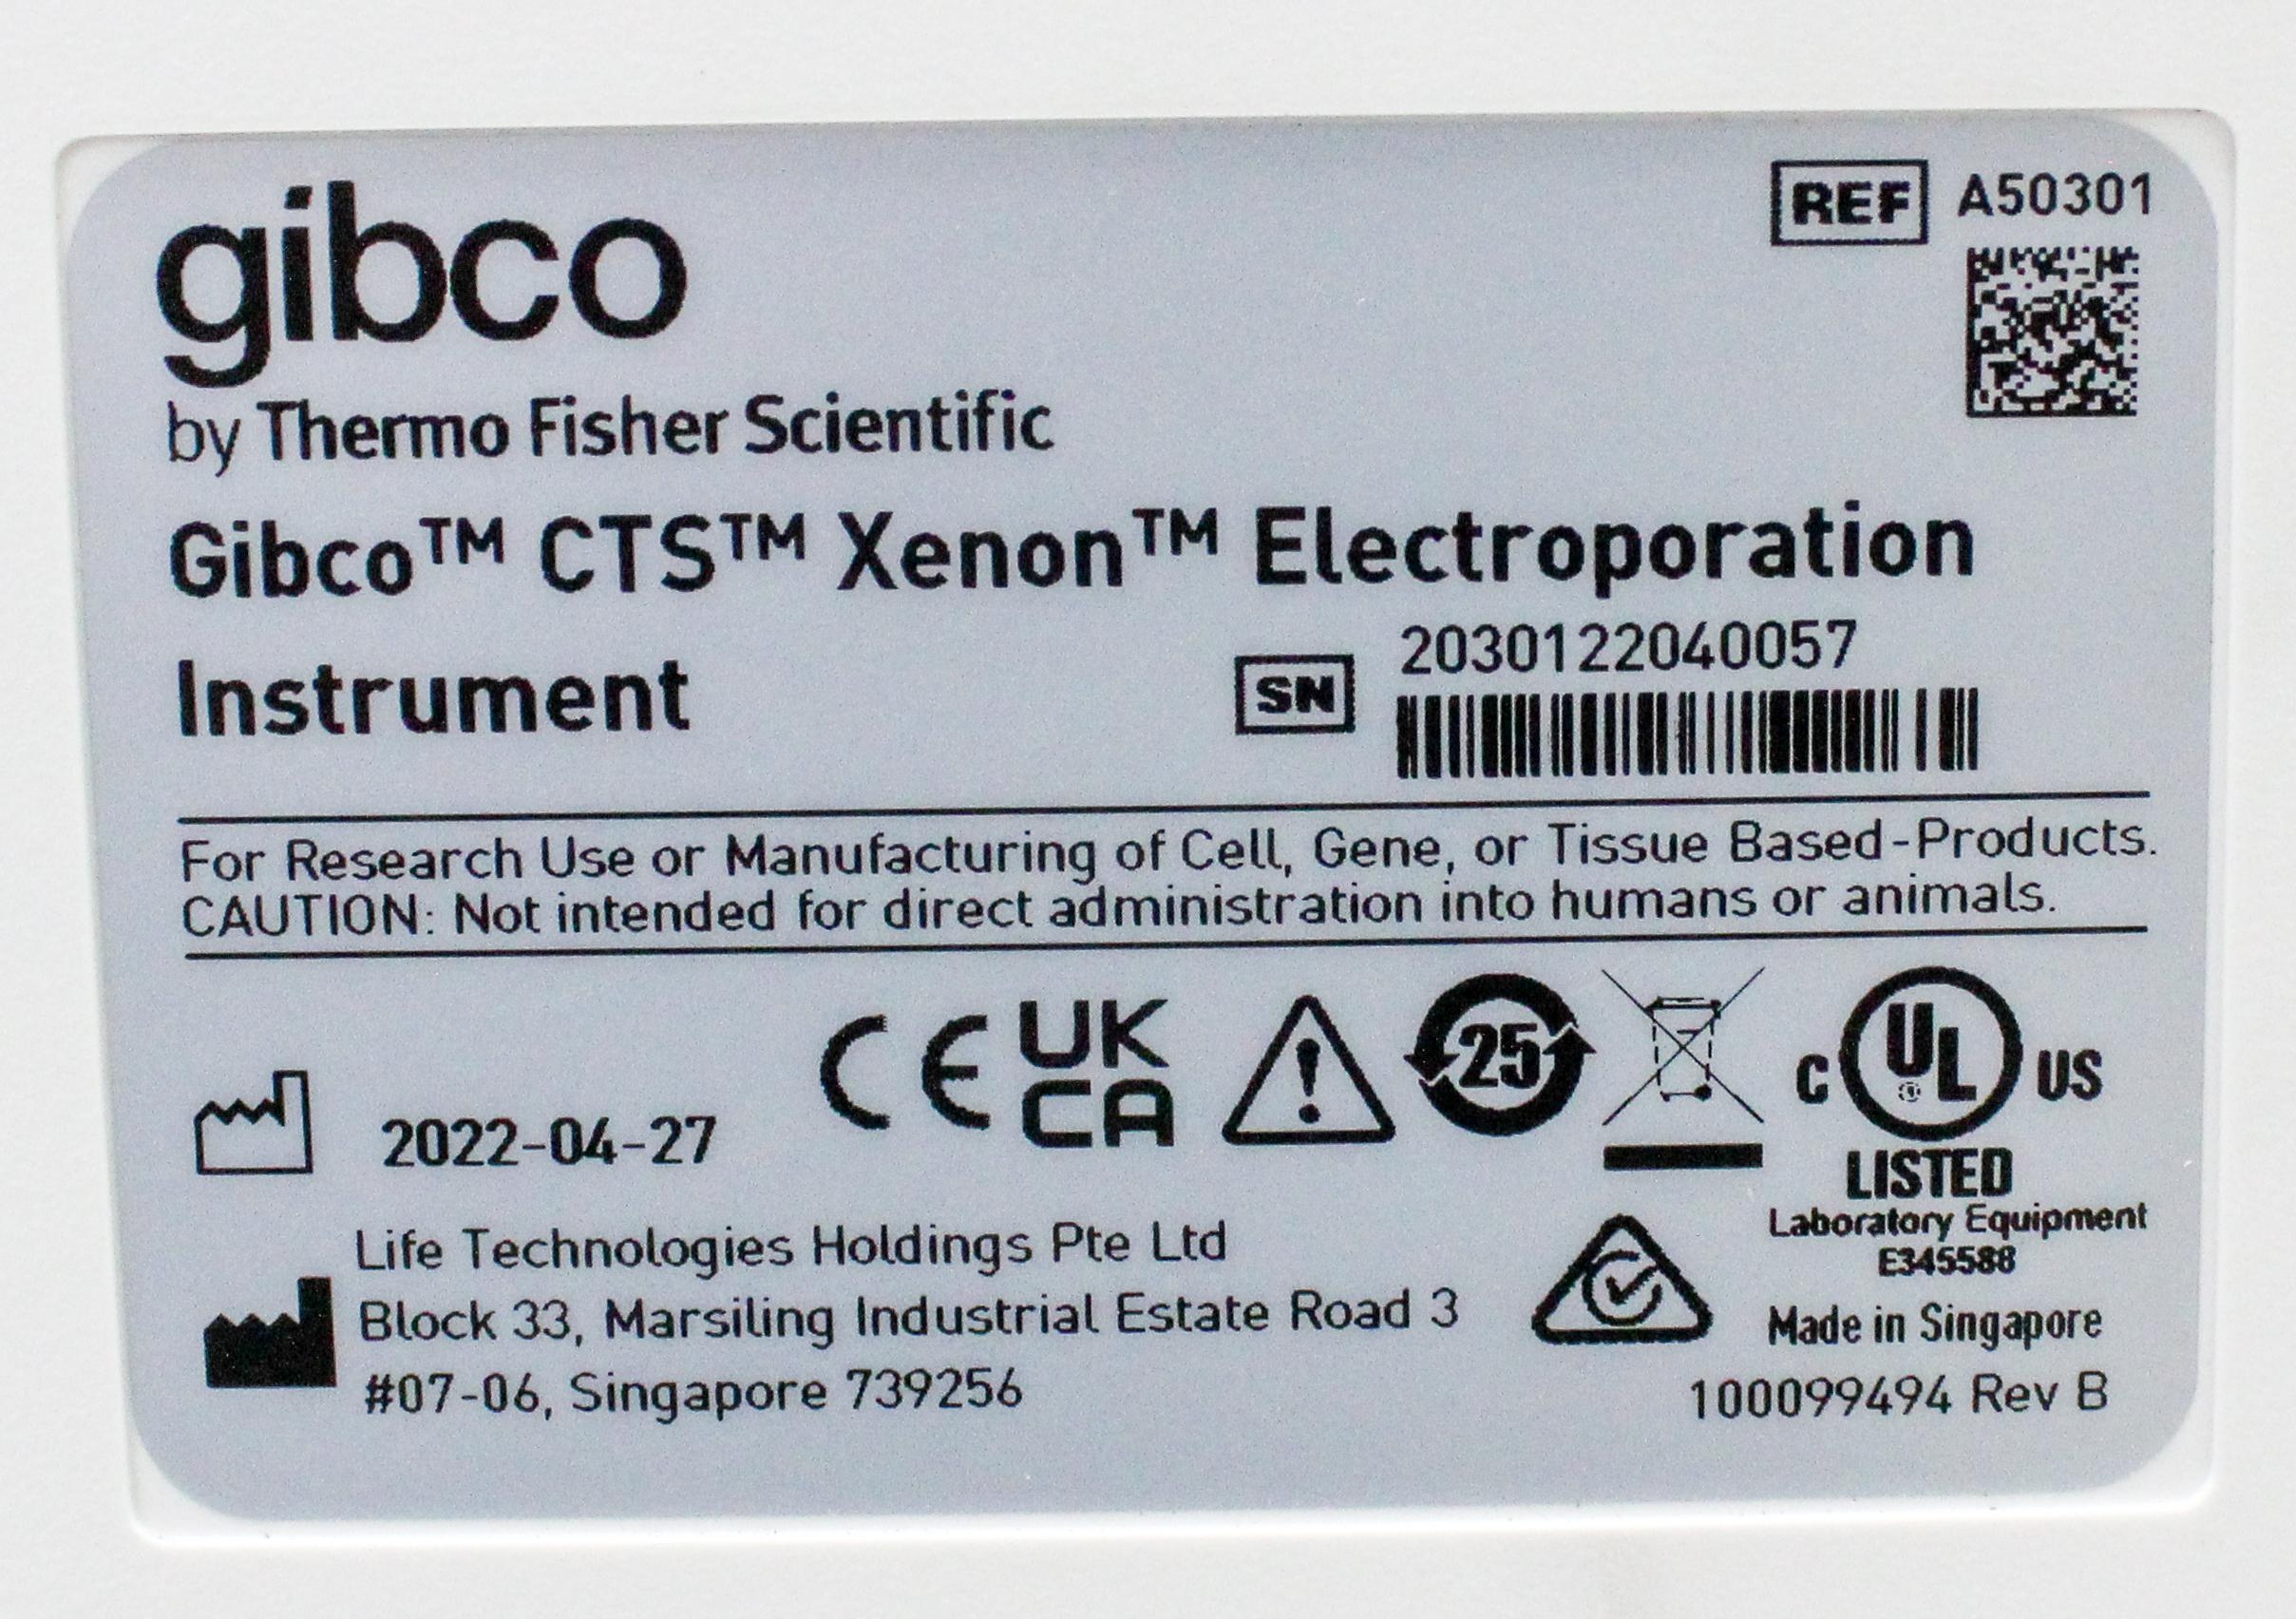 gibco
REF A50301
by Thermo Fisher Scientific
Gibco™ CTS™ Xenon™ Electroporation
Instrument
SN 2030122040057
For Research Use or Manufacturing of Cell, Gene, or Tissue Based-Products.
CAUTION: Not intended for direct administration into humans or animals.
2022-04-27
CE UK
CA
25
C UL US
LISTED
Laboratory Equipment
E345588
Life Technologies Holdings Pte Ltd
Block 33, Marsiling Industrial Estate Road 3
#07-06, Singapore 739256
Made in Singapore
100099494 Rev B